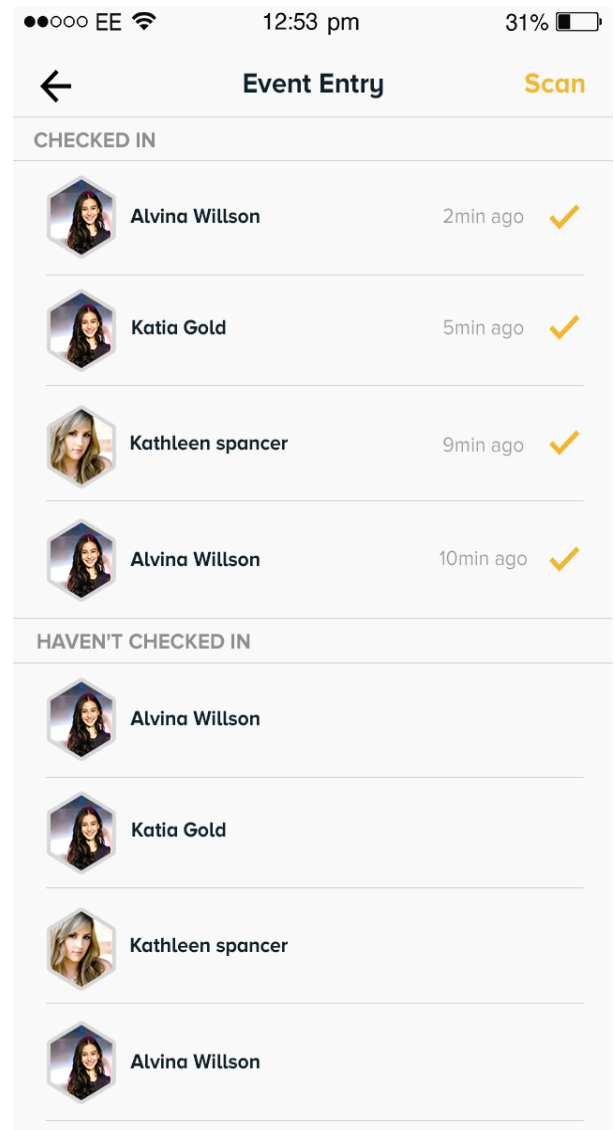 EE 12:53 pm 31%
Event Entry Scan
CHECKED IN
Alvina Willson 2min ago
Katia Gold 5min ago
Kathleen spancer 9min ago
Alvina Willson 10min ago
HAVEN'T CHECKED IN
Alvina Willson
Katia Gold
Kathleen spancer
Alvina Willson